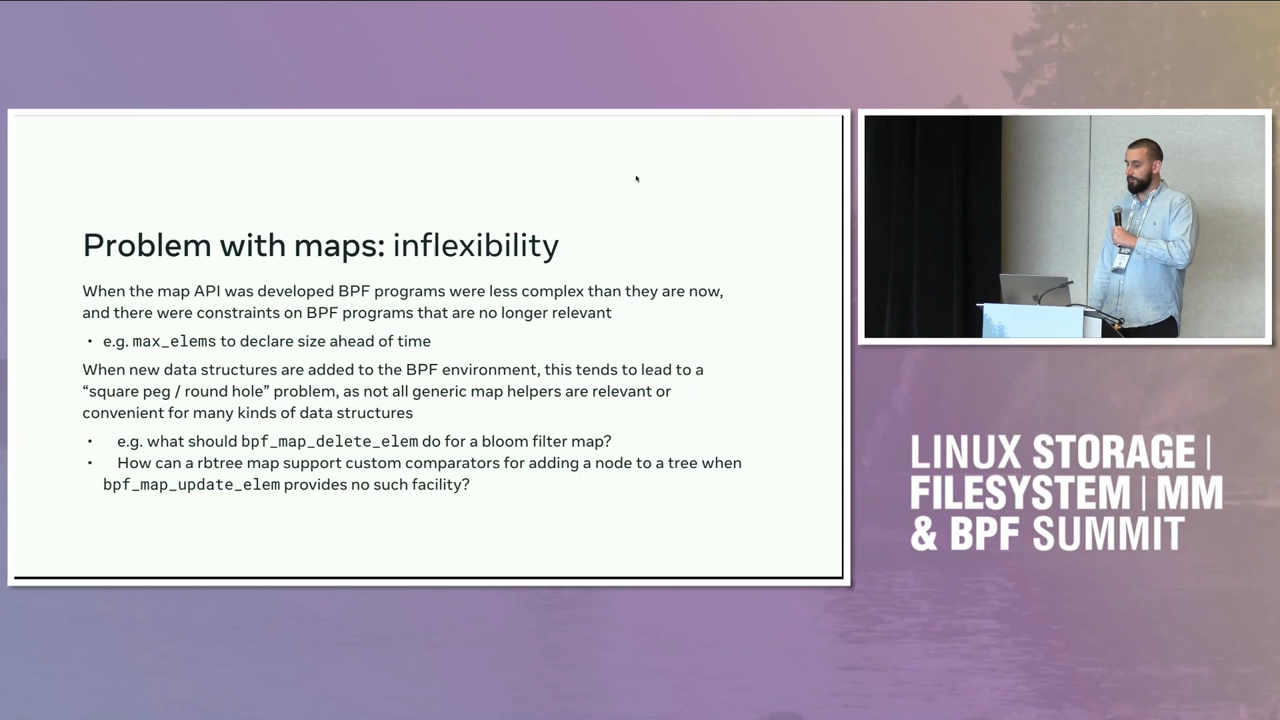 Problem with maps: inflexibility
When the map API was developed BPF programs were less complex than they are now,
and there were constraints on BPF programs that are no longer relevant
• e.g. max_elems to declare size ahead of time
When new data structures are added to the BPF environment, this tends to lead to a
“square peg / round hole” problem, as not all generic map helpers are relevant or
convenient for many kinds of data structures
• e.g. what should bpf_map_delete_elem do for a bloom filter map?
• How can a rbtree map support custom comparators for adding a node to a tree when
bpf_map_update_elem provides no such facility?
LINUX STORAGE |
FILESYSTEM | MM
& BPF SUMMIT